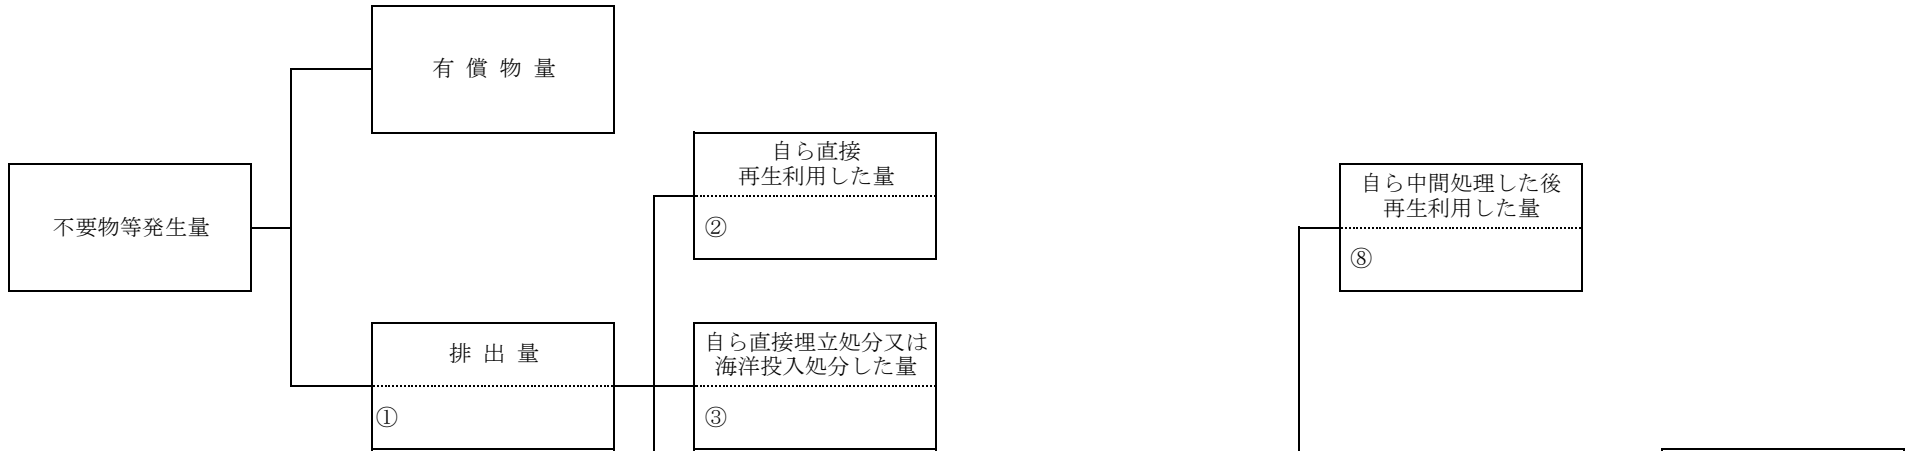 有 償 物 量
自ら直接
再生利用した量
②
自ら中間処理した後
再生利用した量
⑧
不要物等発生量
排 出 量
①
自ら直接埋立処分又は
海洋投入処分した量
③